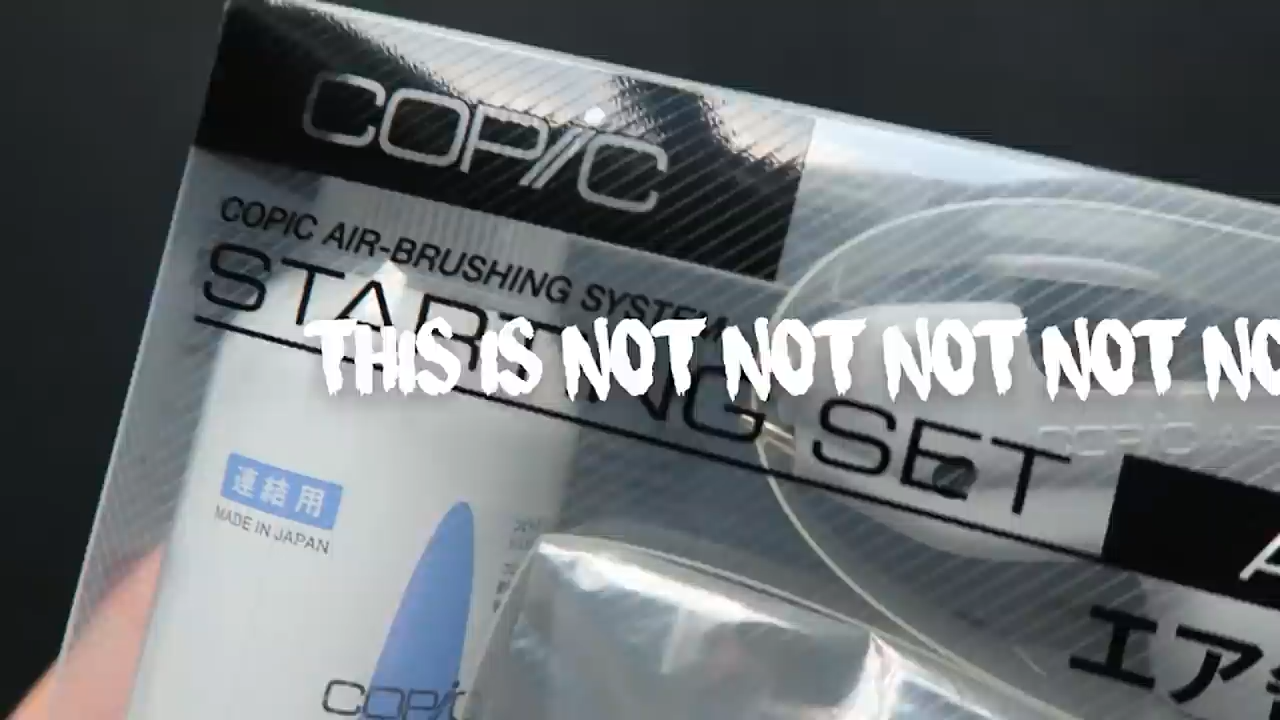 COPIC
COPIC AIR-BRUSHING SYSTEM
STARTING SET
THIS IS NOT NOT NOT NOT
連結用
MADE IN JAPAN
エア
COPIC